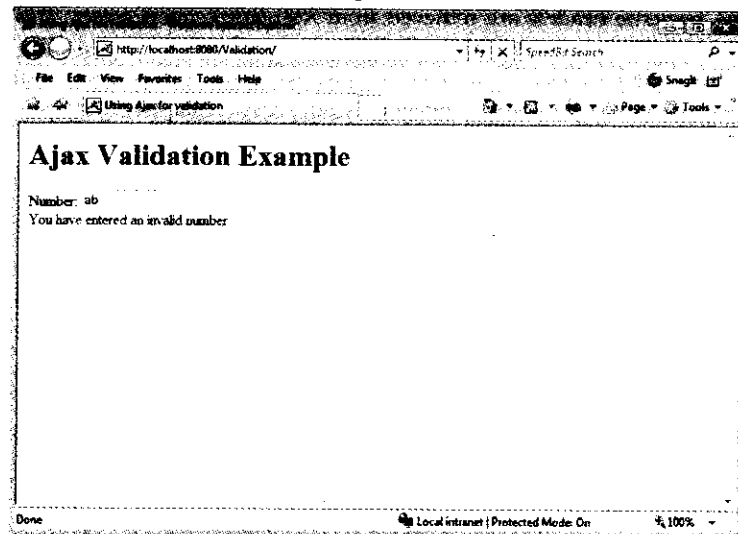 http://localhost:8080/Validation/
SpeedBit Search
File Edit View Favorites Tools Help
SnagIt
Using Ajax for validation
Page Tools
Ajax Validation Example
Number: ab
You have entered an invalid number
Done
Local intranet | Protected Mode: On
100%